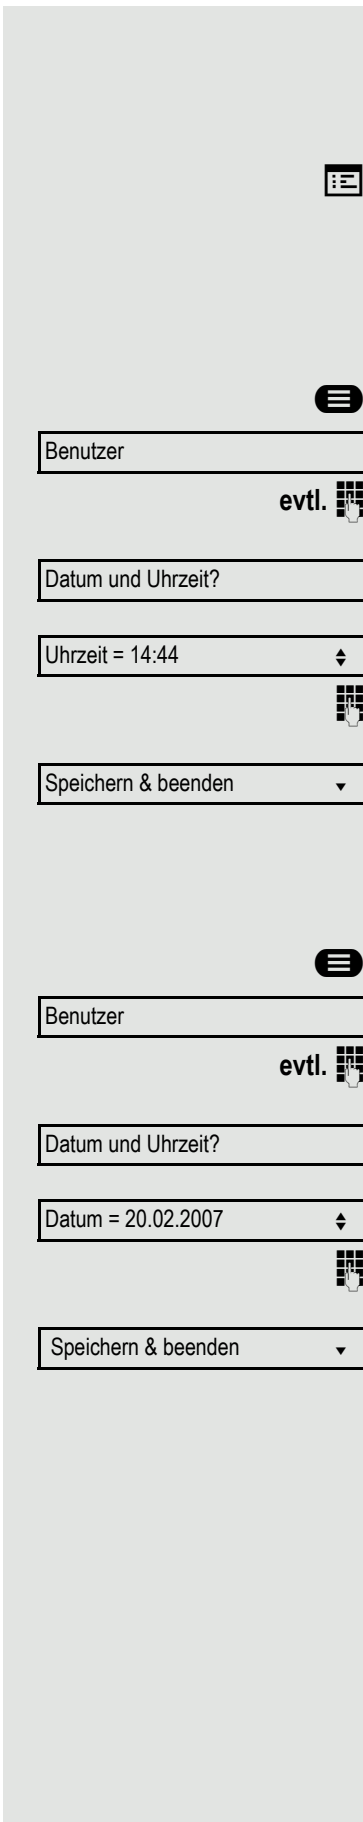 Benutzer
evtl.
Datum und Uhrzeit?
Uhrzeit = 14:44
Speichern & beenden
Benutzer
evtl.
Datum und Uhrzeit?
Datum = 20.02.2007
Speichern & beenden